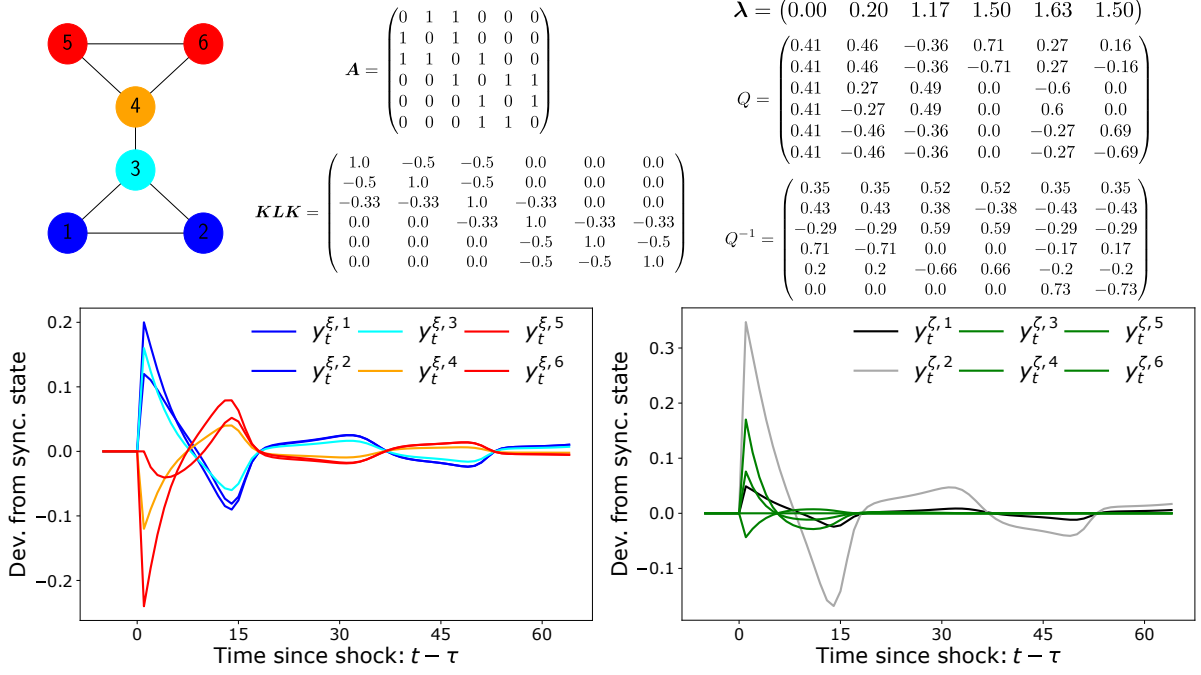 5 6
4
3
1 2
A = (0 1 1 0 0 0
1 0 1 0 0 0
1 1 0 1 0 0
0 0 1 0 1 1
0 0 0 1 0 1
0 0 0 1 1 0)
KLK = (1.0 −0.5 −0.5 0.0 0.0 0.0
−0.5 1.0 −0.5 0.0 0.0 0.0
−0.33 −0.33 1.0 −0.33 0.0 0.0
0.0 0.0 −0.33 1.0 −0.33 −0.33
0.0 0.0 0.0 −0.5 1.0 −0.5
0.0 0.0 0.0 −0.5 −0.5 1.0)
λ = (0.00 0.20 1.17 1.50 1.63 1.50)
Q = (0.41 0.46 −0.36 0.71 0.27 0.16
0.41 0.46 −0.36 −0.71 0.27 −0.16
0.41 0.27 0.49 0.0 −0.6 0.0
0.41 −0.27 0.49 0.0 0.6 0.0
0.41 −0.46 −0.36 0.0 −0.27 0.69
0.41 −0.46 −0.36 0.0 −0.27 −0.69)
Q⁻¹ = (0.35 0.35 0.52 0.52 0.35 0.35
0.43 0.43 0.38 −0.38 −0.43 −0.43
−0.29 −0.29 0.59 0.59 −0.29 −0.29
0.71 −0.71 0.0 0.0 −0.17 0.17
0.2 0.2 −0.66 0.66 −0.2 −0.2
0.0 0.0 0.0 0.0 0.73 −0.73)
Dev. from sync. state
0.2
0.1
0.0
−0.1
−0.2
y_t^{ξ,1} y_t^{ξ,3} y_t^{ξ,5}
y_t^{ξ,2} y_t^{ξ,4} y_t^{ξ,6}
0 15 30 45 60
Time since shock: t − τ
Dev. from sync. state
0.3
0.2
0.1
0.0
−0.1
y_t^{ζ,1} y_t^{ζ,3} y_t^{ζ,5}
y_t^{ζ,2} y_t^{ζ,4} y_t^{ζ,6}
0 15 30 45 60
Time since shock: t − τ